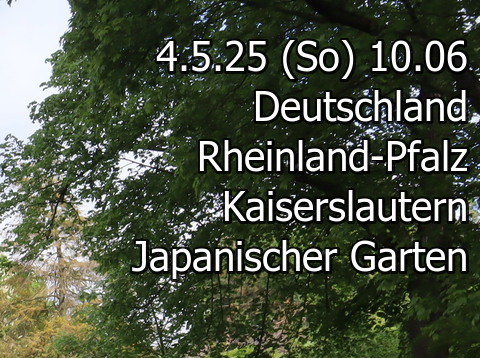 4.5.25 (So) 10.06
Deutschland
Rheinland-Pfalz
Kaiserslautern
Japanischer Garten